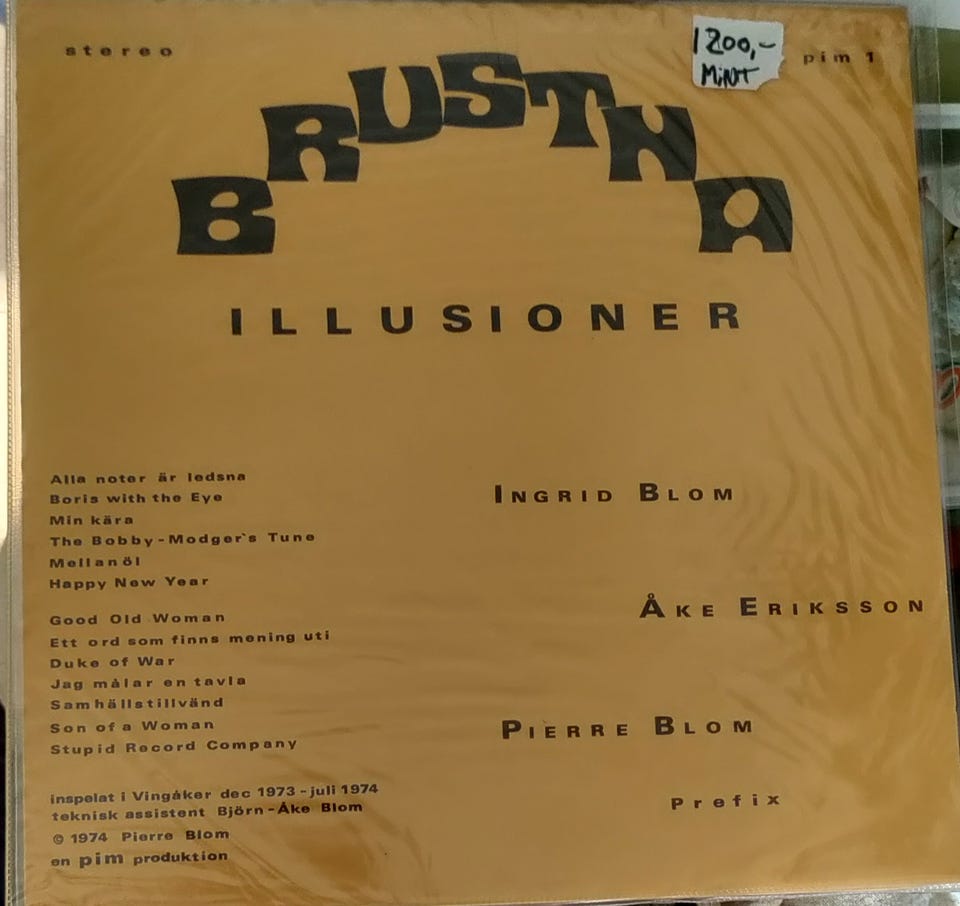 stereo
1200,-
Mint
pim 1
BRUSTNA
ILLUSIONER
Alla noter är ledsna
Boris with the Eye
Min kära
The Bobby-Modger`s Tune
Mellanöl
Happy New Year
Good Old Woman
Ett ord som finns mening uti
Duke of War
Jag målar en tavla
Samhällstillvänd
Son of a Woman
Stupid Record Company
INGRID BLOM
ÅKE ERIKSSON
PIERRE BLOM
Prefix
inspelat i Vingåker dec 1973-juli 1974
teknisk assistent Björn-Åke Blom
© 1974 Pierre Blom
en pim produktion